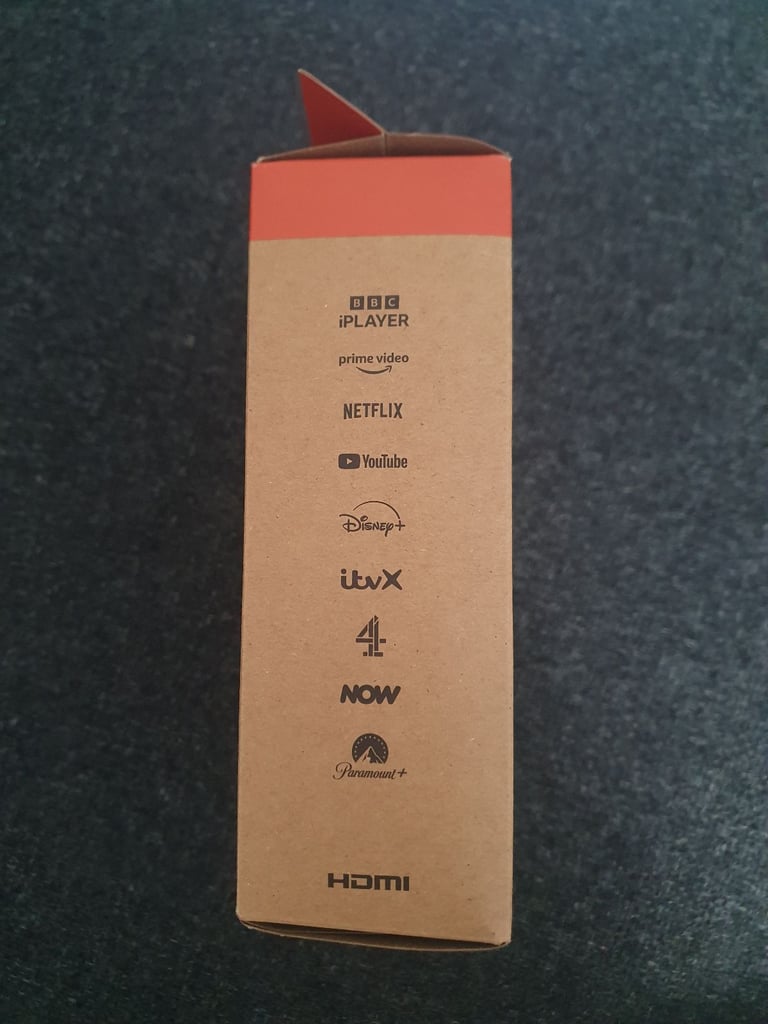 BBC
iPLAYER
prime video
NETFLIX
YouTube
Disney+
itvX
4
NOW
Paramount+
HDMI